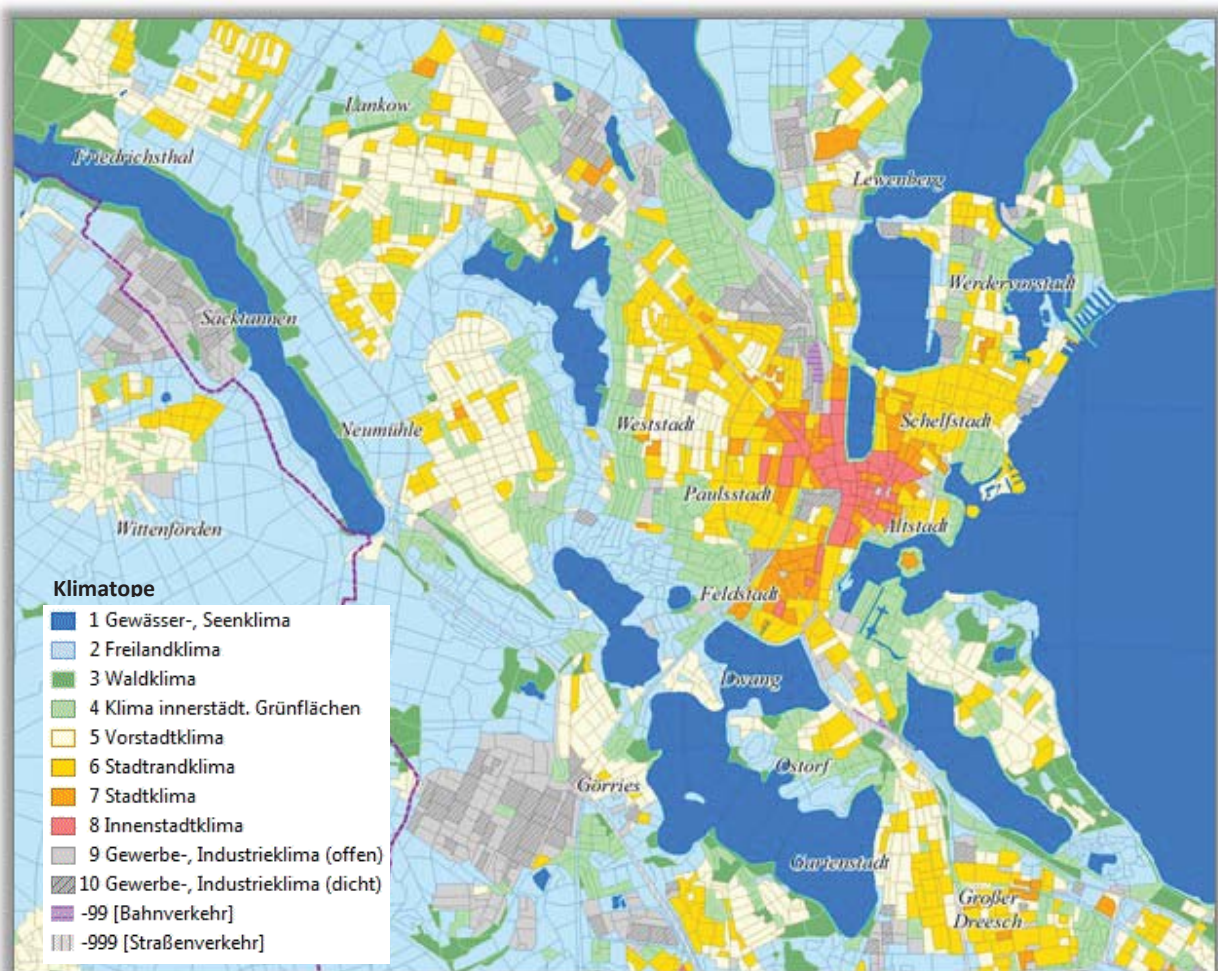 Lankow
Friedrichsthal
Lewenberg
Werdervorstadt
Sacktannen
Neumühle
Weststadt
Schelfstadt
Paulsstadt
Wittenförden
Altstadt
Feldstadt
Dwang
Ostorf
Görries
Gartenstadt
Großer
Dreesch
Klimatope
1 Gewässer-, Seenklima
2 Freilandklima
3 Waldklima
4 Klima innerstädt. Grünflächen
5 Vorstadtklima
6 Stadtrandklima
7 Stadtklima
8 Innenstadtklima
9 Gewerbe-, Industrieklima (offen)
10 Gewerbe-, Industrieklima (dicht)
-99 [Bahnverkehr]
-999 [Straßenverkehr]